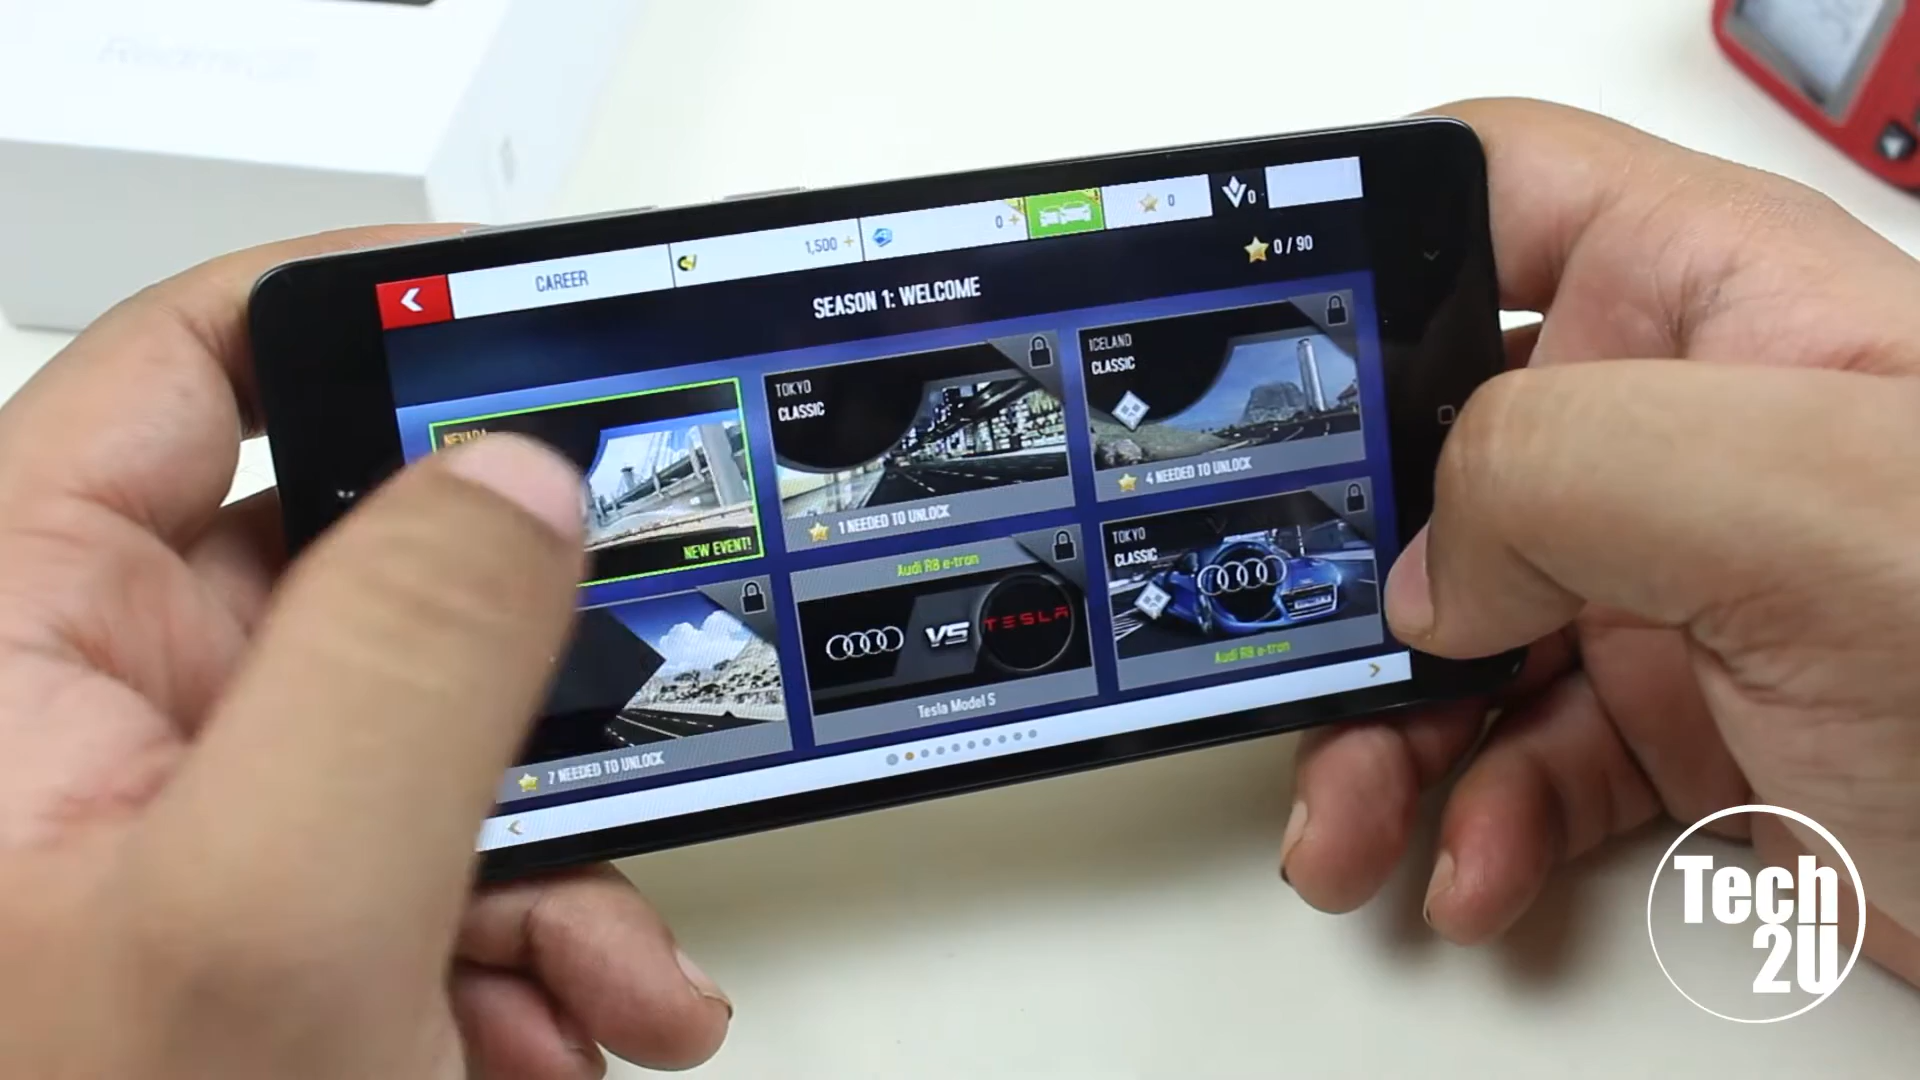 CAREER
1,500 +
0 +
0
0
SEASON 1: WELCOME
0 / 90
NEVADA
NEW EVENT!
TOKYO
CLASSIC
1 NEEDED TO UNLOCK
ICELAND
CLASSIC
4 NEEDED TO UNLOCK
7 NEEDED TO UNLOCK
Audi R8 e-tron
VS
TESLA
Tesla Model S
TOKYO
CLASSIC
Audi R8 e-tron
Tech
2U